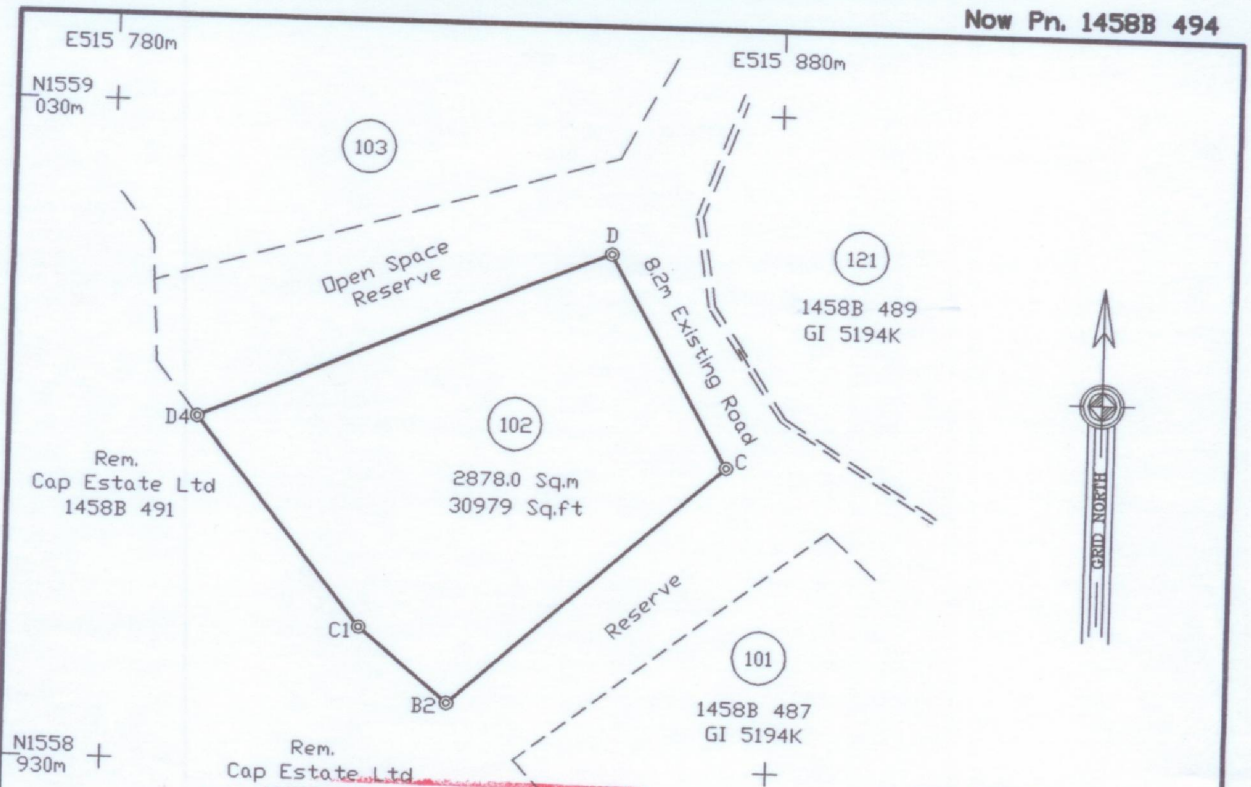 Now Pn. 1458B 494
E515 780m
E515 880m
N1559
030m
103
D
Open Space
Reserve
8.2m Existing Road
121
1458B 489
GI 5194K
D4
102
2878.0 Sq.m
30979 Sq.ft
C
Rem.
Cap Estate Ltd
1458B 491
GRID NORTH
C1
Reserve
B2
101
1458B 487
GI 5194K
N1558
930m
Rem.
Cap Estate Ltd